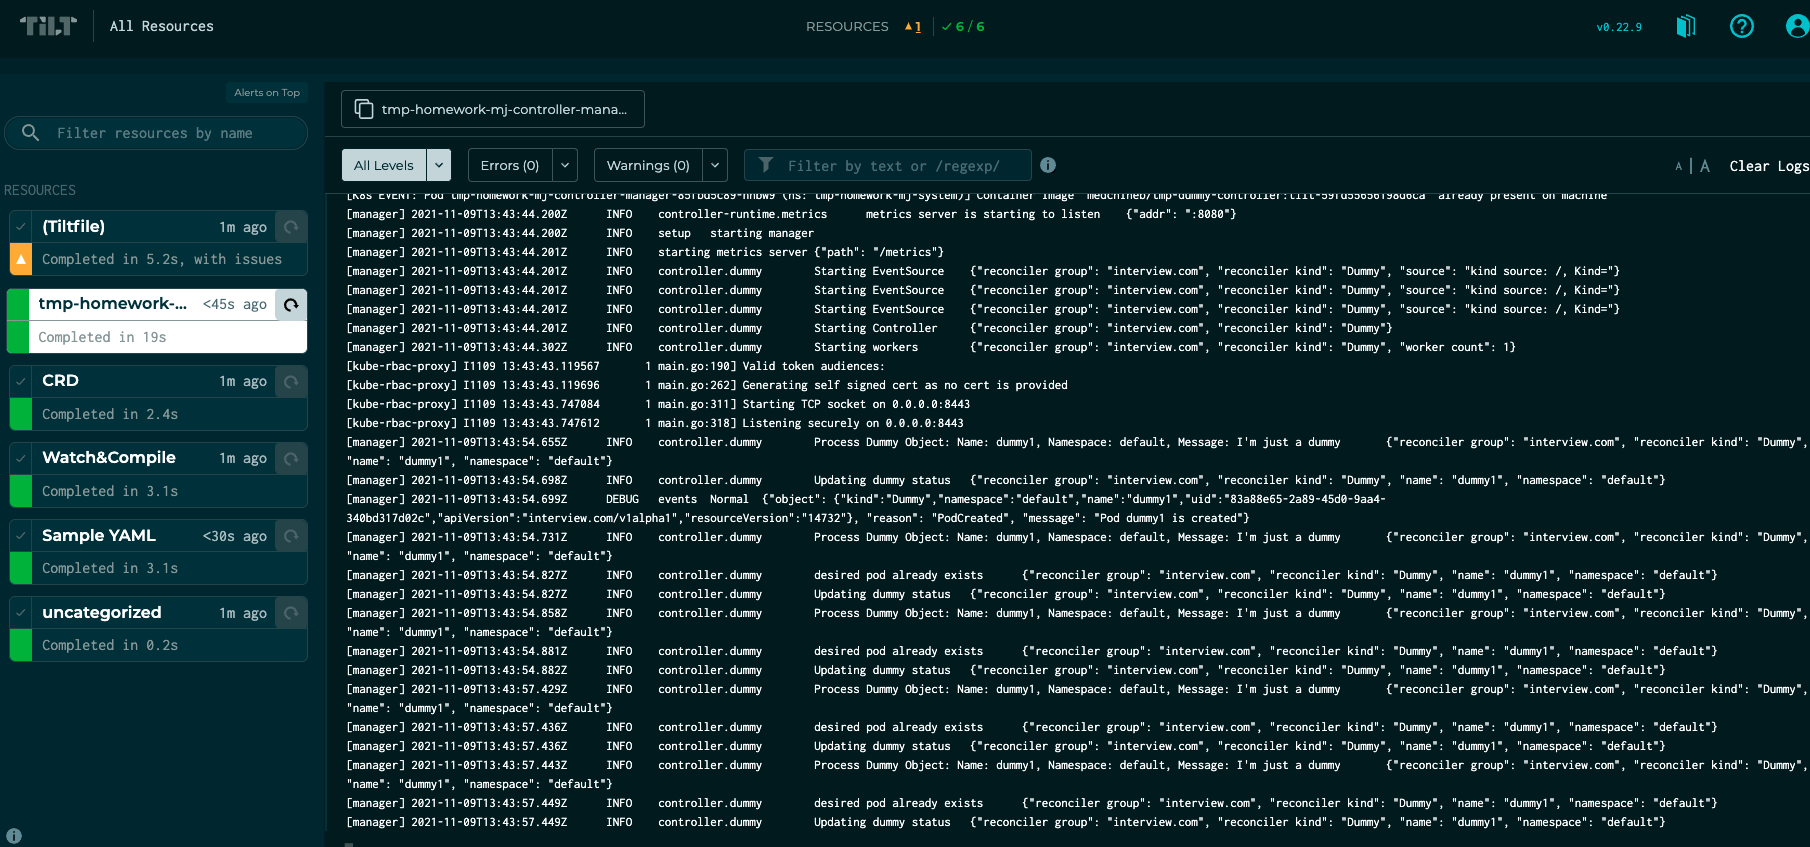 TILT
All Resources
RESOURCES ▲1 ✓ 6 / 6
v0.22.9
Alerts on Top
Filter resources by name
RESOURCES
(Tiltfile) 1m ago
Completed in 5.2s, with issues
tmp-homework-... <45s ago
Completed in 19s
CRD 1m ago
Completed in 2.4s
Watch&Compile 1m ago
Completed in 3.1s
Sample YAML <30s ago
Completed in 3.1s
uncategorized 1m ago
Completed in 0.2s
tmp-homework-mj-controller-mana...
All Levels Errors (0) Warnings (0) Filter by text or /regexp/ A | A Clear Logs
[K8s EVENT: Pod tmp-homework-mj-controller-manager- (ns: tmp-homework-mj-system)] Container image already present on machine
[manager] 2021-11-09T13:43:44.200Z INFO controller-runtime.metrics metrics server is starting to listen {"addr": ":8080"}
[manager] 2021-11-09T13:43:44.200Z INFO setup starting manager
[manager] 2021-11-09T13:43:44.201Z INFO starting metrics server {"path": "/metrics"}
[manager] 2021-11-09T13:43:44.201Z INFO controller.dummy Starting EventSource {"reconciler group": "interview.com", "reconciler kind": "Dummy", "source": "kind source: /, Kind="}
[manager] 2021-11-09T13:43:44.201Z INFO controller.dummy Starting EventSource {"reconciler group": "interview.com", "reconciler kind": "Dummy", "source": "kind source: /, Kind="}
[manager] 2021-11-09T13:43:44.201Z INFO controller.dummy Starting EventSource {"reconciler group": "interview.com", "reconciler kind": "Dummy", "source": "kind source: /, Kind="}
[manager] 2021-11-09T13:43:44.201Z INFO controller.dummy Starting Controller {"reconciler group": "interview.com", "reconciler kind": "Dummy"}
[manager] 2021-11-09T13:43:44.302Z INFO controller.dummy Starting workers {"reconciler group": "interview.com", "reconciler kind": "Dummy", "worker count": 1}
[kube-rbac-proxy] I1109 13:43:43.119567 1 main.go:190] Valid token audiences:
[kube-rbac-proxy] I1109 13:43:43.119696 1 main.go:262] Generating self signed cert as no cert is provided
[kube-rbac-proxy] I1109 13:43:43.747084 1 main.go:311] Starting TCP socket on 0.0.0.0:8443
[kube-rbac-proxy] I1109 13:43:43.747612 1 main.go:318] Listening securely on 0.0.0.0:8443
[manager] 2021-11-09T13:43:54.655Z INFO controller.dummy Process Dummy Object: Name: dummy1, Namespace: default, Message: I'm just a dummy {"reconciler group": "interview.com", "reconciler kind": "Dummy",
"name": "dummy1", "namespace": "default"}
[manager] 2021-11-09T13:43:54.698Z INFO controller.dummy Updating dummy status {"reconciler group": "interview.com", "reconciler kind": "Dummy", "name": "dummy1", "namespace": "default"}
[manager] 2021-11-09T13:43:54.699Z DEBUG events Normal {"object": {"kind":"Dummy","namespace":"default","name":"dummy1","uid":"83a88e65-2a89-45d0-9aa4-
340bd317d02c","apiVersion":"interview.com/v1alpha1","resourceVersion":"14732"}, "reason": "PodCreated", "message": "Pod dummy1 is created"}
[manager] 2021-11-09T13:43:54.731Z INFO controller.dummy Process Dummy Object: Name: dummy1, Namespace: default, Message: I'm just a dummy {"reconciler group": "interview.com", "reconciler kind": "Dummy",
"name": "dummy1", "namespace": "default"}
[manager] 2021-11-09T13:43:54.827Z INFO controller.dummy desired pod already exists {"reconciler group": "interview.com", "reconciler kind": "Dummy", "name": "dummy1", "namespace": "default"}
[manager] 2021-11-09T13:43:54.827Z INFO controller.dummy Updating dummy status {"reconciler group": "interview.com", "reconciler kind": "Dummy", "name": "dummy1", "namespace": "default"}
[manager] 2021-11-09T13:43:54.858Z INFO controller.dummy Process Dummy Object: Name: dummy1, Namespace: default, Message: I'm just a dummy {"reconciler group": "interview.com", "reconciler kind": "Dummy",
"name": "dummy1", "namespace": "default"}
[manager] 2021-11-09T13:43:54.881Z INFO controller.dummy desired pod already exists {"reconciler group": "interview.com", "reconciler kind": "Dummy", "name": "dummy1", "namespace": "default"}
[manager] 2021-11-09T13:43:54.882Z INFO controller.dummy Updating dummy status {"reconciler group": "interview.com", "reconciler kind": "Dummy", "name": "dummy1", "namespace": "default"}
[manager] 2021-11-09T13:43:57.429Z INFO controller.dummy Process Dummy Object: Name: dummy1, Namespace: default, Message: I'm just a dummy {"reconciler group": "interview.com", "reconciler kind": "Dummy",
"name": "dummy1", "namespace": "default"}
[manager] 2021-11-09T13:43:57.436Z INFO controller.dummy desired pod already exists {"reconciler group": "interview.com", "reconciler kind": "Dummy", "name": "dummy1", "namespace": "default"}
[manager] 2021-11-09T13:43:57.436Z INFO controller.dummy Updating dummy status {"reconciler group": "interview.com", "reconciler kind": "Dummy", "name": "dummy1", "namespace": "default"}
[manager] 2021-11-09T13:43:57.443Z INFO controller.dummy Process Dummy Object: Name: dummy1, Namespace: default, Message: I'm just a dummy {"reconciler group": "interview.com", "reconciler kind": "Dummy",
"name": "dummy1", "namespace": "default"}
[manager] 2021-11-09T13:43:57.449Z INFO controller.dummy desired pod already exists {"reconciler group": "interview.com", "reconciler kind": "Dummy", "name": "dummy1", "namespace": "default"}
[manager] 2021-11-09T13:43:57.449Z INFO controller.dummy Updating dummy status {"reconciler group": "interview.com", "reconciler kind": "Dummy", "name": "dummy1", "namespace": "default"}